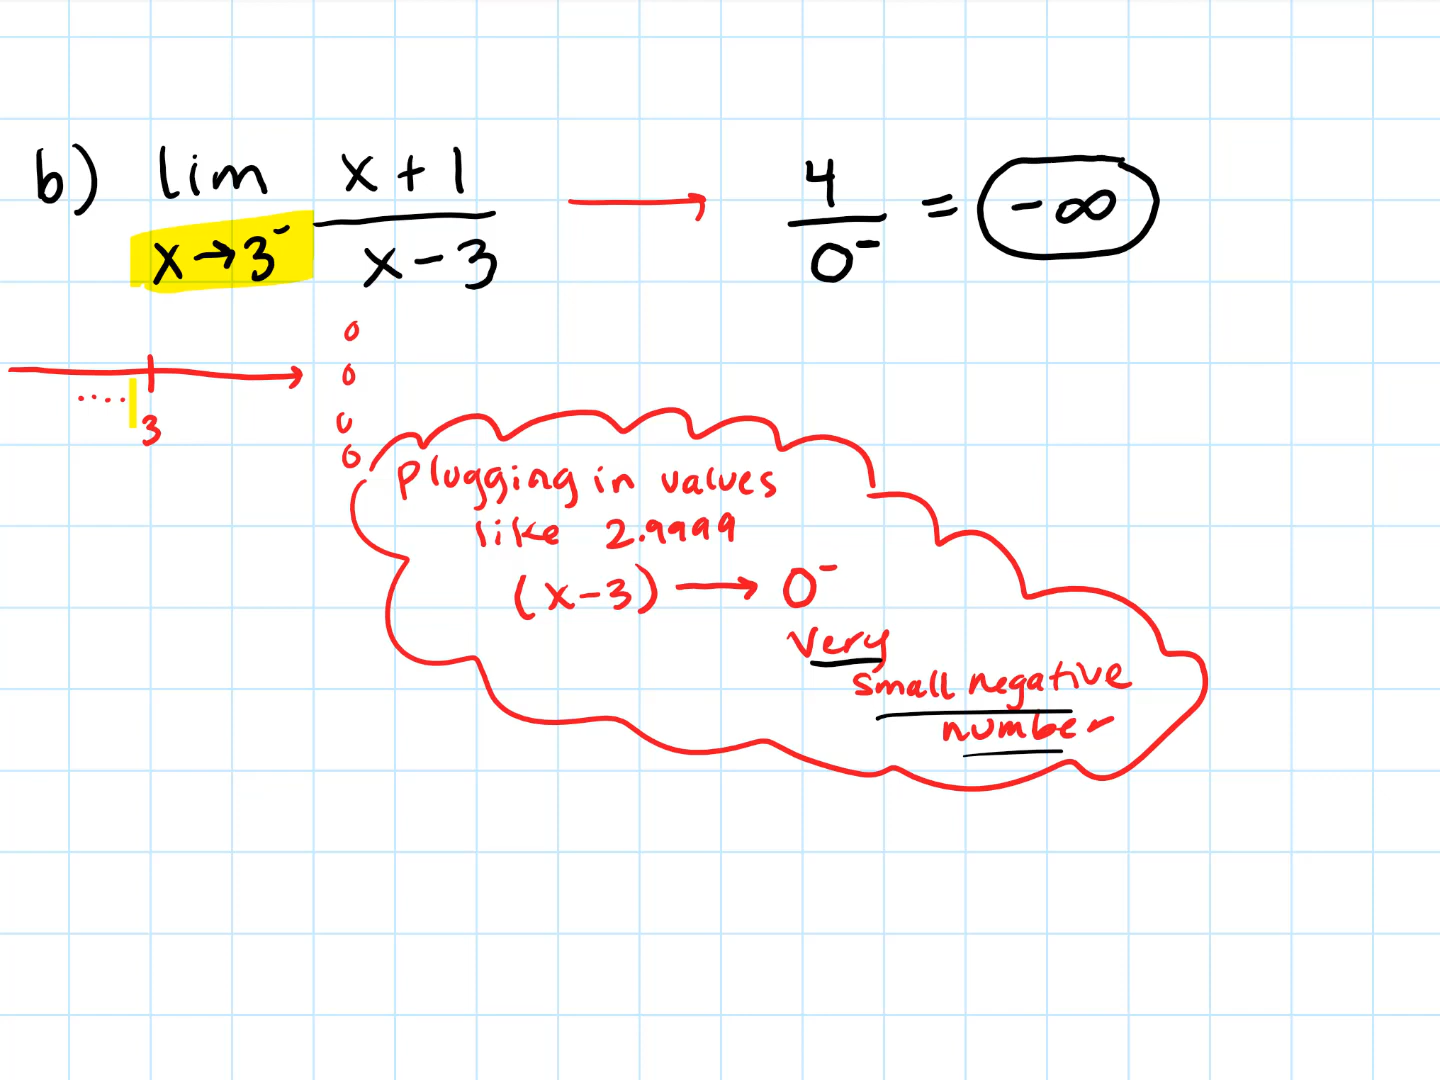 b) lim x + 1 / x - 3 → 4 / 0⁻ = -∞
x→3⁻
3
Plugging in values
like 2.9999
(x-3) → 0⁻
very
small negative
number